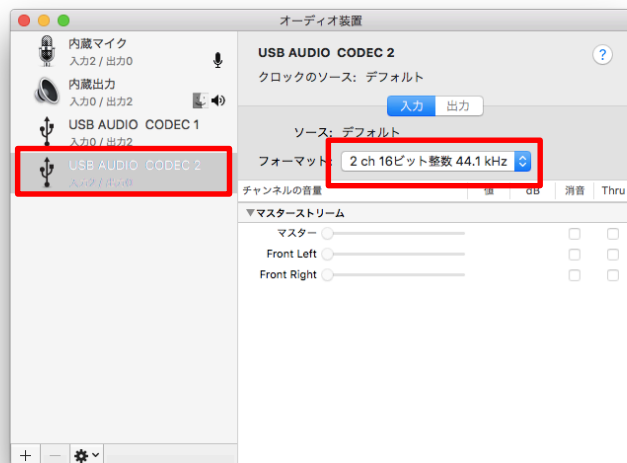 オーディオ装置
内蔵マイク
入力2 / 出力0
内蔵出力
入力0 / 出力2
USB AUDIO CODEC 1
入力0 / 出力2
USB AUDIO CODEC 2
入力2 / 出力0
USB AUDIO CODEC 2
?
クロックのソース: デフォルト
入力 出力
ソース: デフォルト
フォーマット: 2 ch 16ビット整数 44.1 kHz
チャンネルの音量 値 dB 消音 Thru
▼マスターストリーム
マスター
Front Left
Front Right